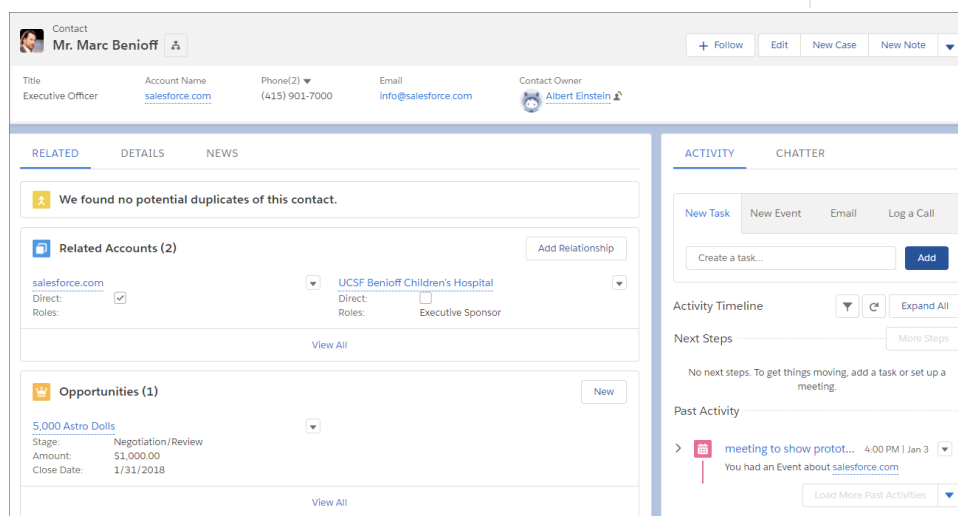 Contact
Mr. Marc Benioff
+ Follow Edit New Case New Note
Title Account Name Phone(2) Email Contact Owner
Executive Officer salesforce.com (415) 901-7000 info@salesforce.com Albert Einstein
RELATED DETAILS NEWS
We found no potential duplicates of this contact.
Related Accounts (2) Add Relationship
salesforce.com UCSF Benioff Children's Hospital
Direct: Direct:
Roles: Roles: Executive Sponsor
View All
Opportunities (1) New
5,000 Astro Dolls
Stage: Negotiation/Review
Amount: $1,000.00
Close Date: 1/31/2018
View All
ACTIVITY CHATTER
New Task New Event Email Log a Call
Create a task... Add
Activity Timeline Expand All
Next Steps More Steps
No next steps. To get things moving, add a task or set up a
meeting.
Past Activity
meeting to show protot... 4:00 PM | Jan 3
You had an Event about salesforce.com
Load More Past Activities